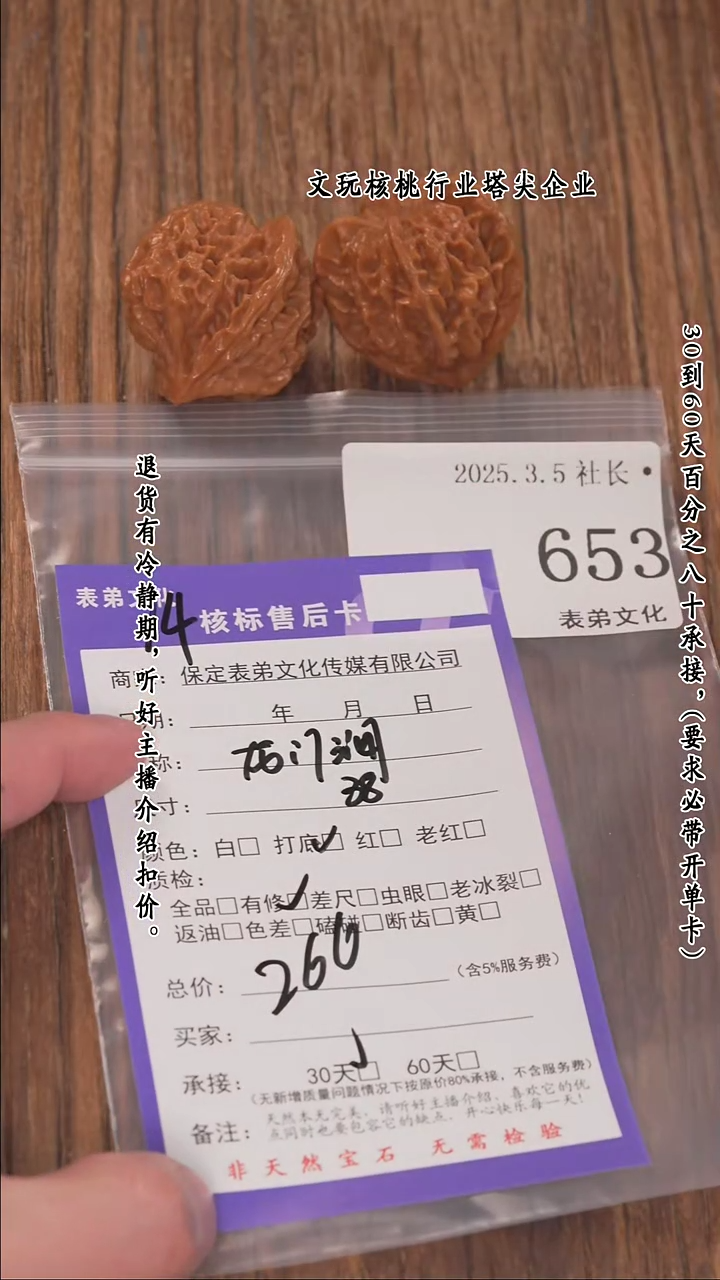 文玩核桃行业塔尖企业
30到60天百分之八十承接，（要求必带开单卡）
退货有冷静期，听好主播介绍扣价。
2025.3.5 社长·
653
表弟文化
表弟文
14
核标售后卡
商 ：保定表弟文化传媒有限公司
期： 年 月 日
称： 龙门润
寸： 38
颜色：白□ 打底☑ 红□ 老红□
质检：
全品□有修☑差尺□虫眼□老冰裂□
返油□色差□磕碰□断齿□黄□
总价： 260 （含5%服务费）
买家：
承接： 30天☑ 60天□
（无新增质量问题情况下按原价80%承接，不含服务费）
备注：天然本无完美，请听好主播介绍，喜欢它的优
点同时也要包容它的缺点，开心快乐每一天！
非天然宝石 无需检验